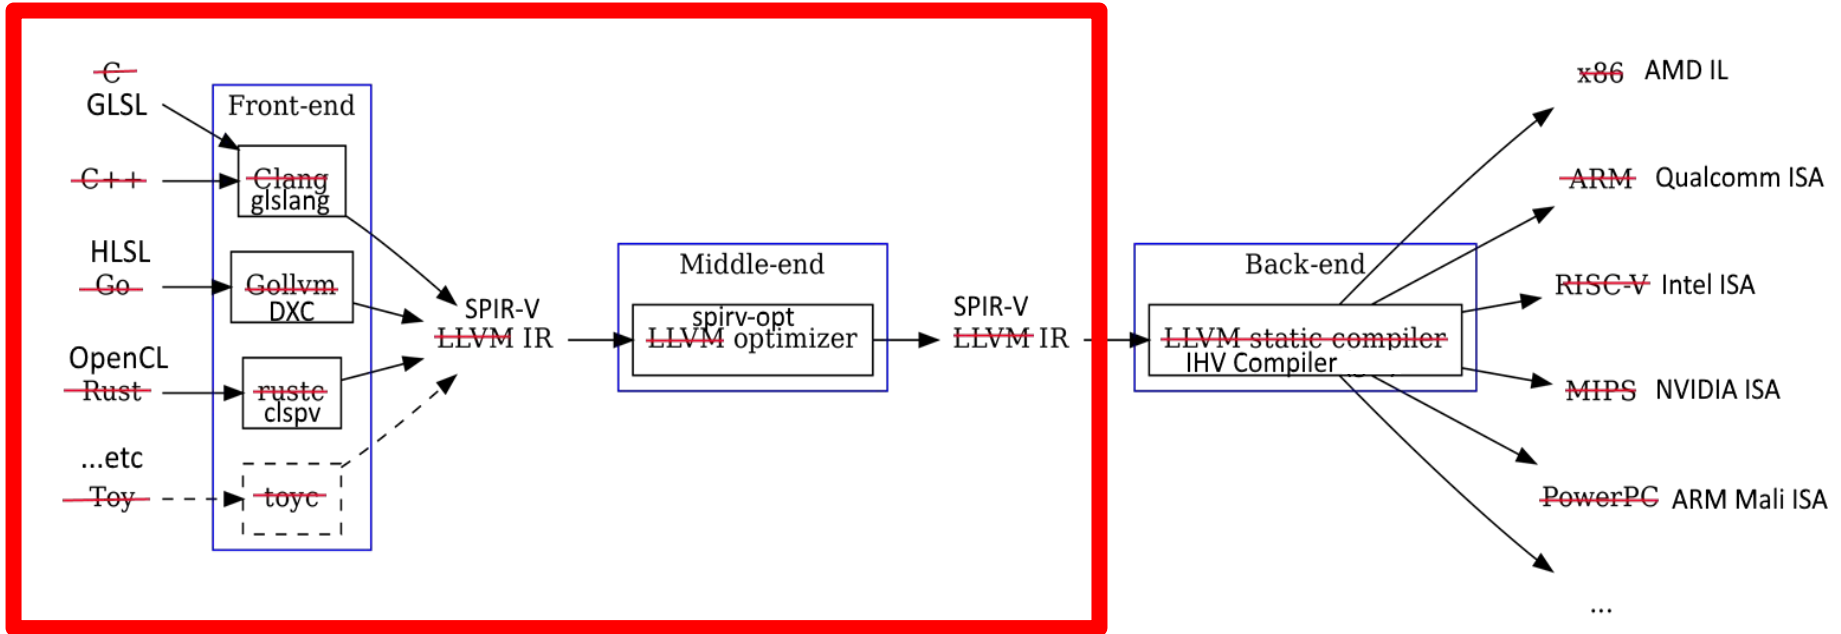 C
GLSL
C++
HLSL
Go
OpenCL
Rust
...etc
Toy
Front-end
Clang
glslang
Gollvm
DXC
rustc
clspv
toyc
SPIR-V
LLVM IR
Middle-end
spirv-opt
LLVM optimizer
SPIR-V
LLVM IR
Back-end
LLVM static compiler
IHV Compiler
x86 AMD IL
ARM Qualcomm ISA
RISC-V Intel ISA
MIPS NVIDIA ISA
PowerPC ARM Mali ISA
...